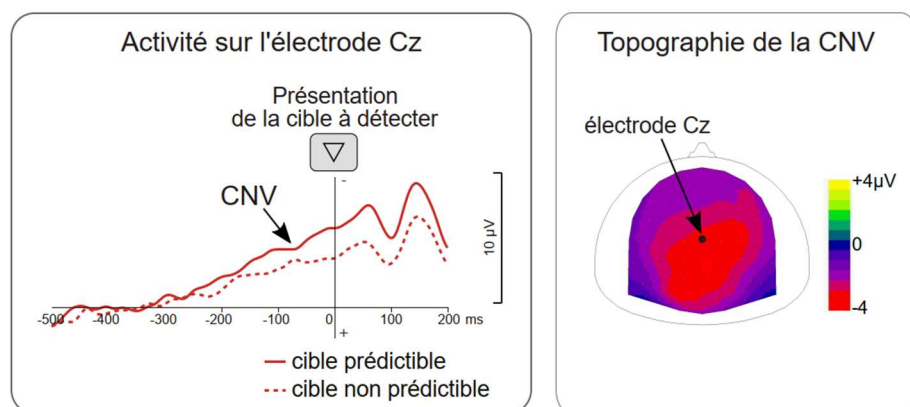 Activité sur l'électrode Cz
Présentation
de la cible à détecter
CNV
-
10 µV
-500 -400 -300 -200 -100 0 100 200 ms
+
cible prédictible
cible non prédictible
Topographie de la CNV
électrode Cz
+4µV
0
-4